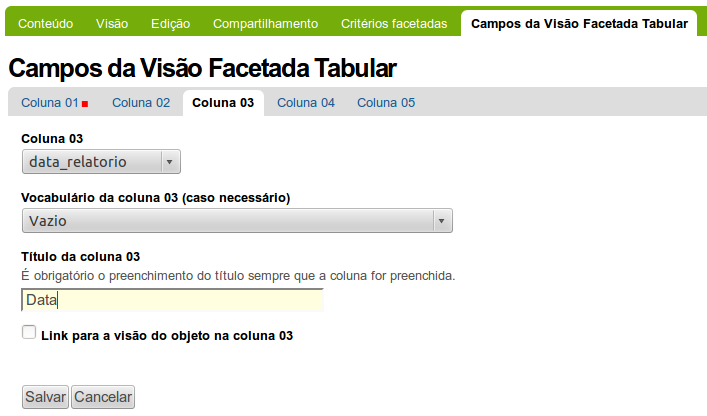 Conteúdo Visão Edição Compartilhamento Critérios facetadas Campos da Visão Facetada Tabular
Campos da Visão Facetada Tabular
Coluna 01 Coluna 02 Coluna 03 Coluna 04 Coluna 05
Coluna 03
data_relatorio
Vocabulário da coluna 03 (caso necessário)
Vazio
Título da coluna 03
É obrigatório o preenchimento do título sempre que a coluna for preenchida.
Data
Link para a visão do objeto na coluna 03
Salvar Cancelar